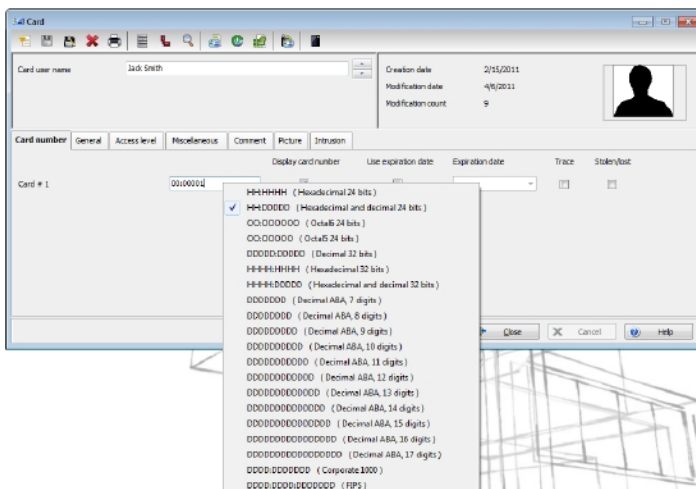 Card
Card user name
Jack Smith
Creation date 2/15/2011
Modification date 4/6/2011
Modification count 9
Card number General Access level Miscellaneous Comment Picture Intrusion
Display card number Use expiration date Expiration date Trace Stolen/lost
Card # 1 00:00001
HH:HHHH (Hexadecimal 24 bits)
HH:DDDDD (Hexadecimal and decimal 24 bits)
OO:OOOOOO (Octal6 24 bits)
OO:OOOOO (Octal5 24 bits)
DDDDD:DDDDD (Decimal 32 bits)
HHHH:HHHH (Hexadecimal 32 bits)
HHHH:DDDDD (Hexadecimal and decimal 32 bits)
DDDDDDD (Decimal ABA, 7 digits)
DDDDDDDD (Decimal ABA, 8 digits)
DDDDDDDDD (Decimal ABA, 9 digits)
DDDDDDDDDD (Decimal ABA, 10 digits)
DDDDDDDDDDD (Decimal ABA, 11 digits)
DDDDDDDDDDDD (Decimal ABA, 12 digits)
DDDDDDDDDDDDD (Decimal ABA, 13 digits)
DDDDDDDDDDDDDD (Decimal ABA, 14 digits)
DDDDDDDDDDDDDDD (Decimal ABA, 15 digits)
DDDDDDDDDDDDDDDD (Decimal ABA, 16 digits)
DDDDDDDDDDDDDDDDD (Decimal ABA, 17 digits)
DDDD:DDDDDDD (Corporate 1000)
DDDD:DDDD:DDDDDDD (FIPS)
Close Cancel Help